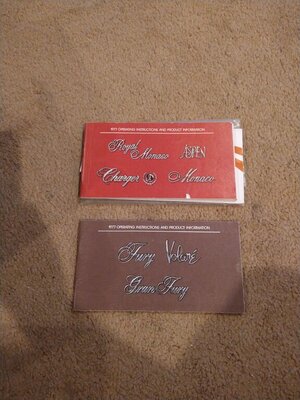 1977 OPERATING INSTRUCTIONS AND PRODUCT INFORMATION
Royal Monaco ASPEN
Charger Monaco
1977 OPERATING INSTRUCTIONS AND PRODUCT INFORMATION
Fury Volaré
Gran Fury